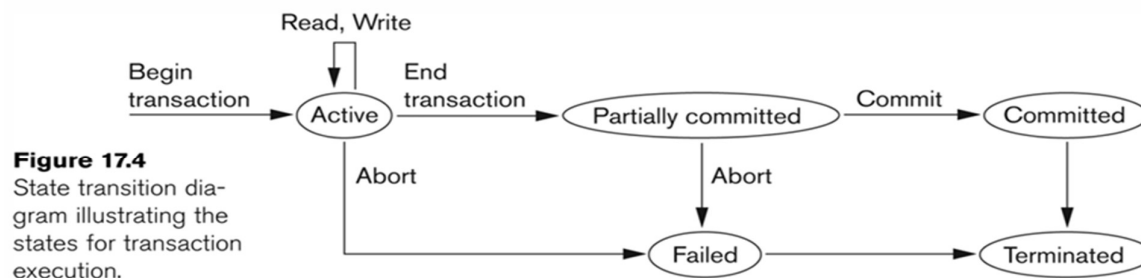 Read, Write
Begin
transaction
End
transaction
Active
Partially committed
Commit
Committed
Figure 17.4
State transition dia-
gram illustrating the
states for transaction
execution.
Abort
Abort
Failed
Terminated